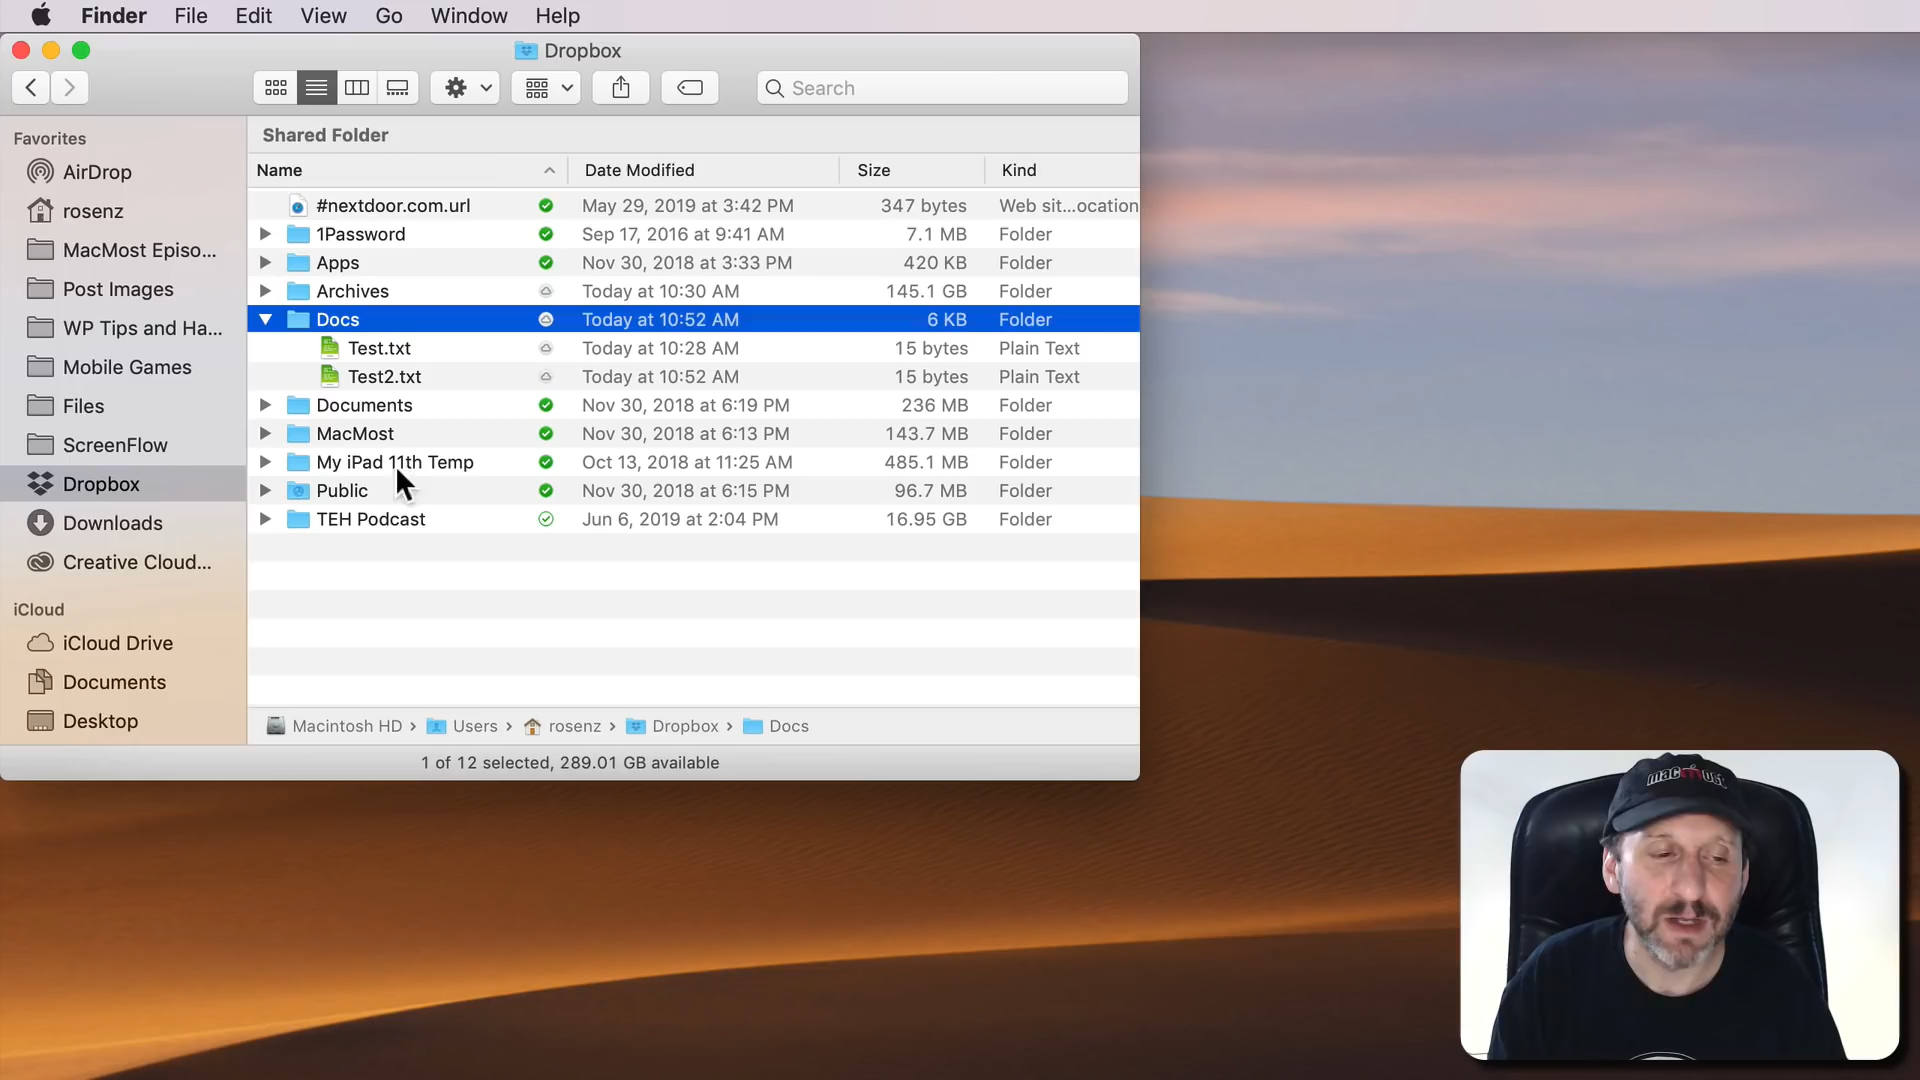 Finder File Edit View Go Window Help
Dropbox
Search
Favorites
AirDrop
rosenz
MacMost Episo...
Post Images
WP Tips and Ha...
Mobile Games
Files
ScreenFlow
Dropbox
Downloads
Creative Cloud...
iCloud
iCloud Drive
Documents
Desktop
Shared Folder
Name Date Modified Size Kind
#nextdoor.com.url May 29, 2019 at 3:42 PM 347 bytes Web sit...ocation
1Password Sep 17, 2016 at 9:41 AM 7.1 MB Folder
Apps Nov 30, 2018 at 3:33 PM 420 KB Folder
Archives Today at 10:30 AM 145.1 GB Folder
Docs Today at 10:52 AM 6 KB Folder
Test.txt Today at 10:28 AM 15 bytes Plain Text
Test2.txt Today at 10:52 AM 15 bytes Plain Text
Documents Nov 30, 2018 at 6:19 PM 236 MB Folder
MacMost Nov 30, 2018 at 6:13 PM 143.7 MB Folder
My iPad 11th Temp Oct 13, 2018 at 11:25 AM 485.1 MB Folder
Public Nov 30, 2018 at 6:15 PM 96.7 MB Folder
TEH Podcast Jun 6, 2019 at 2:04 PM 16.95 GB Folder
Macintosh HD › Users › rosenz › Dropbox › Docs
1 of 12 selected, 289.01 GB available
macmost